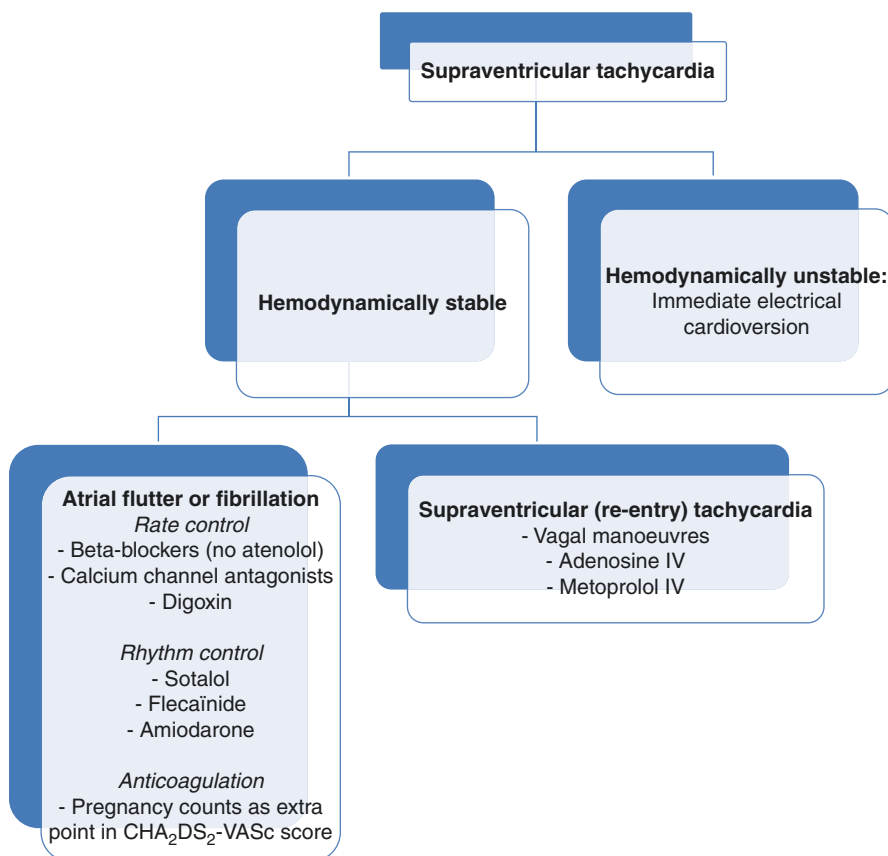 Supraventricular tachycardia
Hemodynamically stable
Hemodynamically unstable:
Immediate electrical
cardioversion
Atrial flutter or fibrillation
Rate control
- Beta-blockers (no atenolol)
- Calcium channel antagonists
- Digoxin
Rhythm control
- Sotalol
- Flecaïnide
- Amiodarone
Anticoagulation
- Pregnancy counts as extra
point in CHA₂DS₂-VASc score
Supraventricular (re-entry) tachycardia
- Vagal manoeuvres
- Adenosine IV
- Metoprolol IV